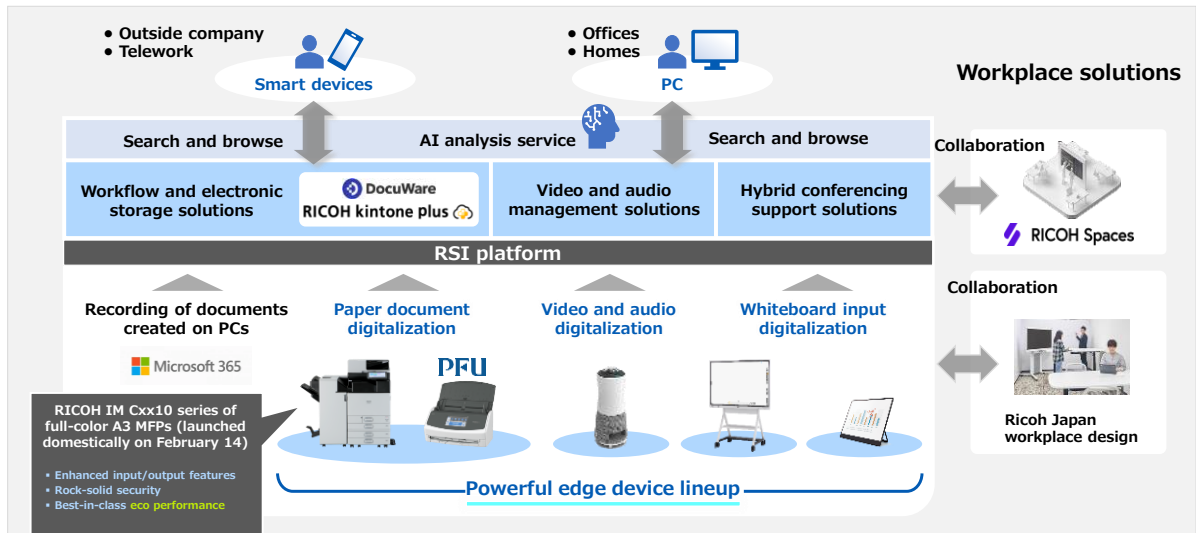 • Outside company
• Telework
Smart devices
• Offices
• Homes
PC
Workplace solutions
Search and browse
AI analysis service
Search and browse
Workflow and electronic
storage solutions
DocuWare
RICOH kintone plus
Video and audio
management solutions
Hybrid conferencing
support solutions
RSI platform
Collaboration
RICOH Spaces
Recording of documents
created on PCs
Microsoft 365
Paper document
digitalization
PFU
Video and audio
digitalization
Whiteboard input
digitalization
Collaboration
Ricoh Japan
workplace design
RICOH IM Cxx10 series of
full-color A3 MFPs (launched
domestically on February 14)
• Enhanced input/output features
• Rock-solid security
• Best-in-class eco performance
Powerful edge device lineup